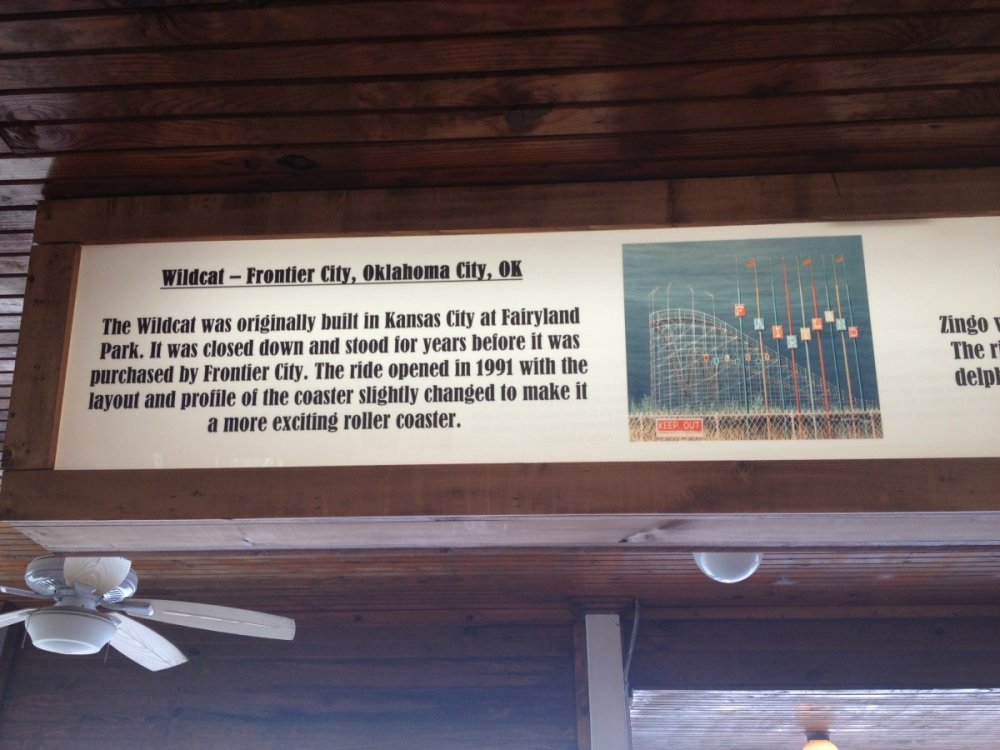 Wildcat – Frontier City, Oklahoma City, OK
The Wildcat was originally built in Kansas City at Fairyland
Park. It was closed down and stood for years before it was
purchased by Frontier City. The ride opened in 1991 with the
layout and profile of the coaster slightly changed to make it
a more exciting roller coaster.
FAIRYLAND
KEEP OUT
Zingo
The